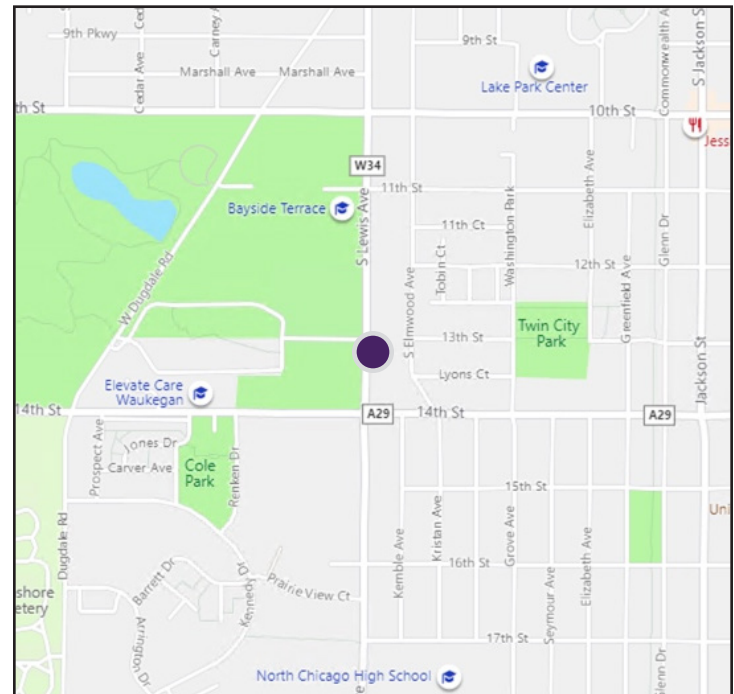 9th Pkwy
Cedar Ave
Ced
Carney A
9th St
Commonwealth A
S Jackson S
Marshall Ave
Marshall Ave
Lake Park Center
th St
10th St
Jess
W34
11th St
Bayside Terrace
S Lewis Ave
11th Ct
Washington Park
Elizabeth Ave
Glenn Dr
Tobin Ct
12th St
W Dugdale Rd
S Elmwood Ave
Greenfield Ave
13th St
Twin City
Park
Lyons Ct
Jackson St
Elevate Care
Waukegan
14th St
A29
14th St
A29
Prospect Ave
Jones Dr
Carver Ave
Cole
Park
Renken Dr
15th St
Uni
Dugdale Rd
Kemble Ave
Kristan Ave
Grove Ave
Seymour Ave
Elizabeth Ave
16th St
shore
etery
Barrett Dr
Kennedy Dr
Prairie View Ct
Arrington Dr
17th St
North Chicago High School
e
lenn Dr